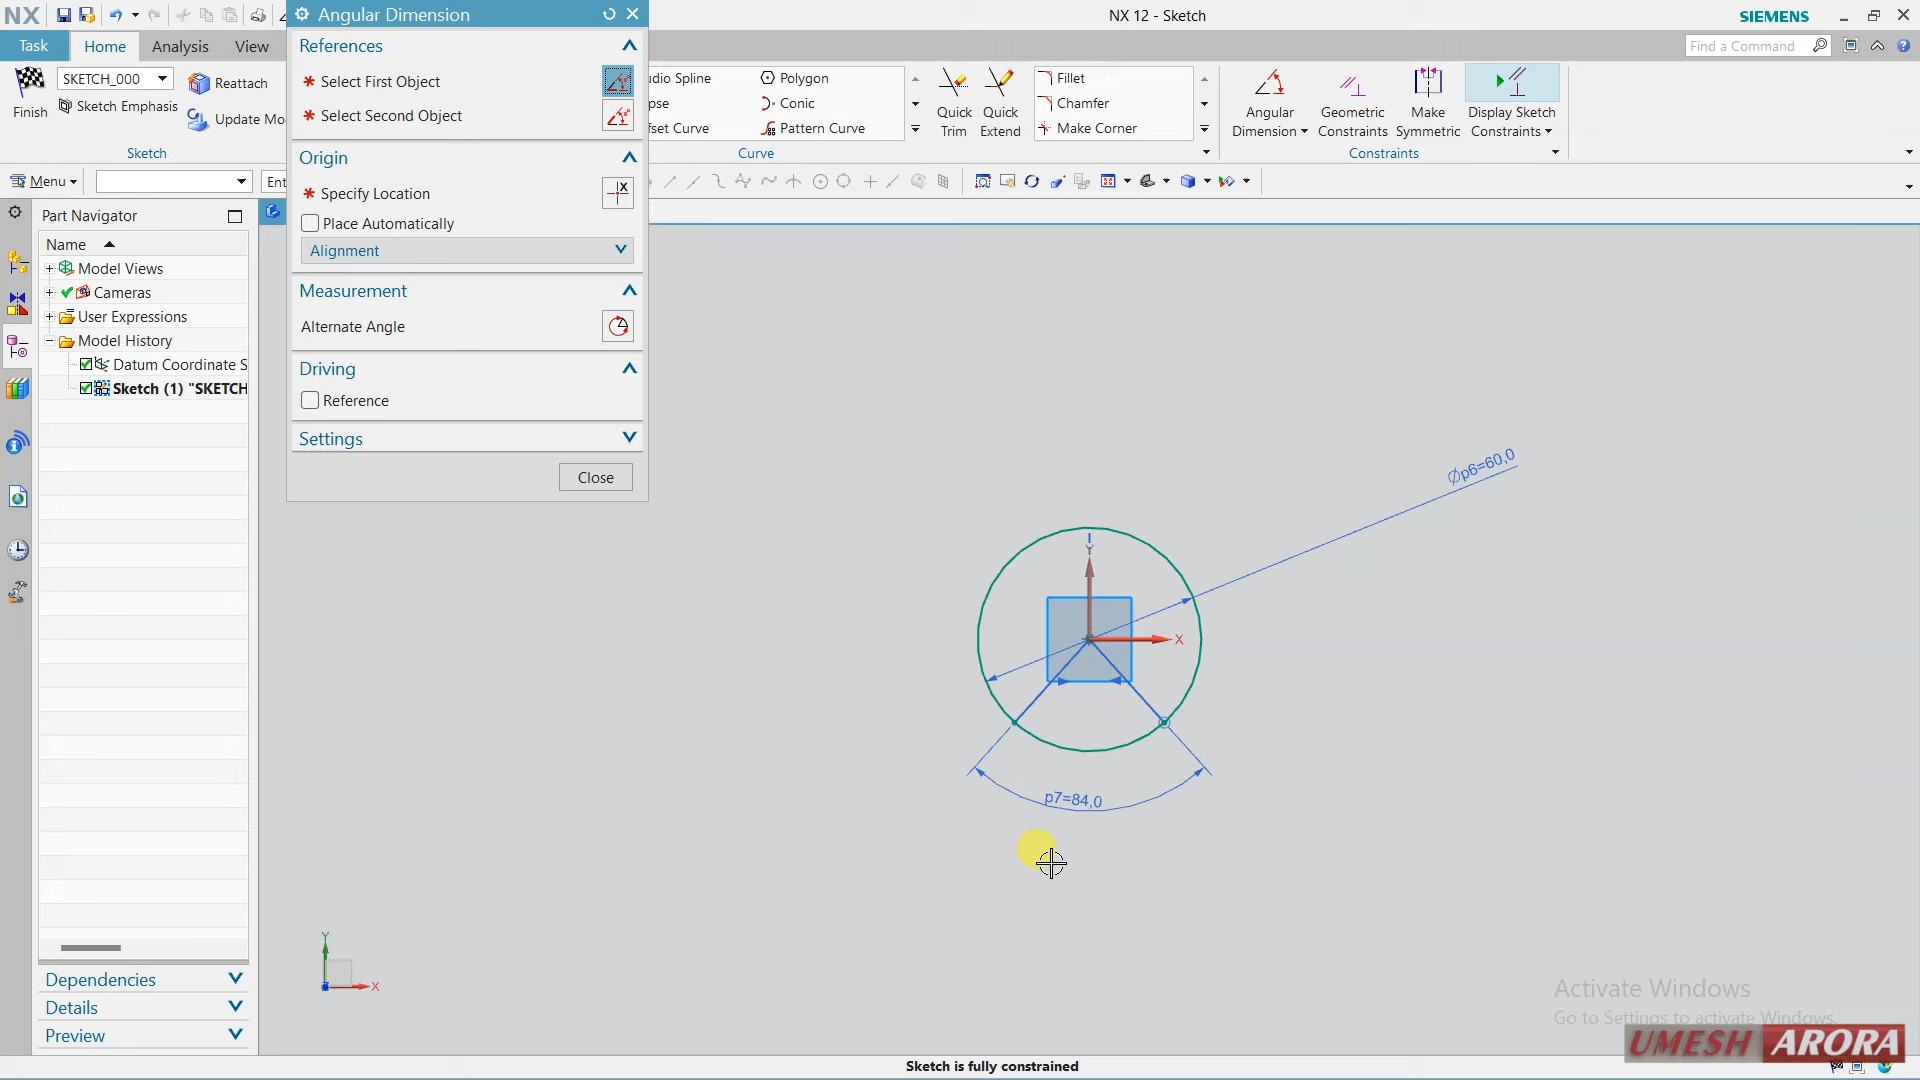 NX
Angular Dimension
NX 12 - Sketch
SIEMENS
Task
Home
Analysis
View
Find a Command
SKETCH_000
Reattach
Sketch Emphasis
Update Mo
Finish
Sketch
References
Select First Object
Select Second Object
Origin
Specify Location
Place Automatically
Alignment
Measurement
Alternate Angle
Driving
Reference
Settings
Close
udio Spline
Polygon
pse
Conic
fset Curve
Pattern Curve
Quick
Trim
Quick
Extend
Fillet
Chamfer
Make Corner
Curve
Angular
Dimension
Geometric
Constraints
Make
Symmetric
Display Sketch
Constraints
Constraints
Menu
Ent
Part Navigator
Name
Model Views
Cameras
User Expressions
Model History
Datum Coordinate S
Sketch (1) "SKETCH
Dependencies
Details
Preview
∅p6=60,0
Y
X
p7=84,0
Y
X
Activate Windows
Go to Settings to activate Windows.
UMESH ARORA
Sketch is fully constrained